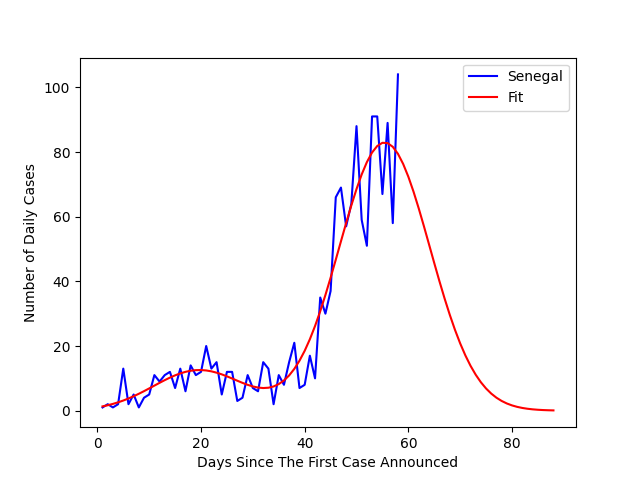 Senegal
Fit
100
80
60
40
20
0
Number of Daily Cases
0 20 40 60 80
Days Since The First Case Announced